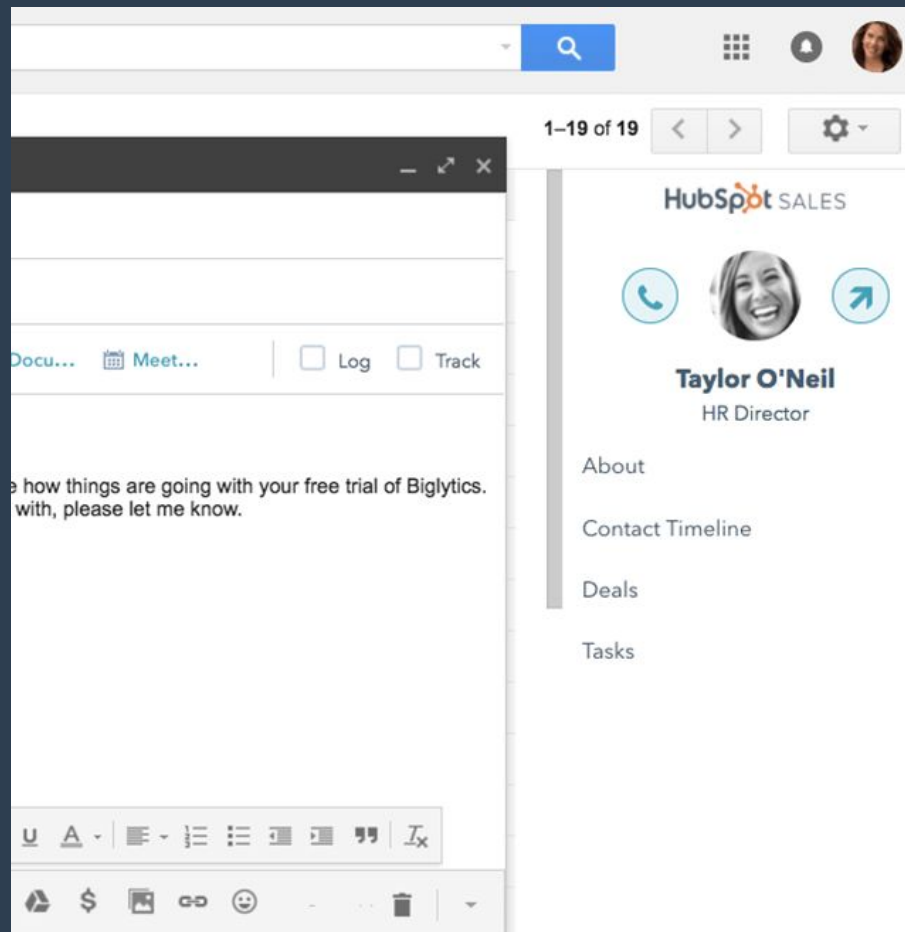 1–19 of 19
HubSpot SALES
Docu... Meet... Log Track
Taylor O'Neil
HR Director
About
e how things are going with your free trial of Biglytics.
with, please let me know.
Contact Timeline
Deals
Tasks